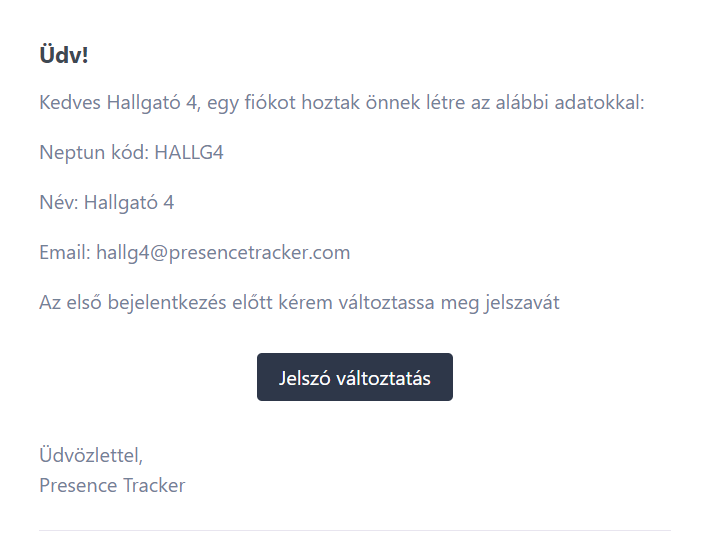 Üdv!
Kedves Hallgató 4, egy fiókot hoztak önnek létre az alábbi adatokkal:
Neptun kód: HALLG4
Név: Hallgató 4
Email: hallg4@presencetracker.com
Az első bejelentkezés előtt kérem változtassa meg jelszavát
Jelszó változtatás
Üdvözlettel,
Presence Tracker